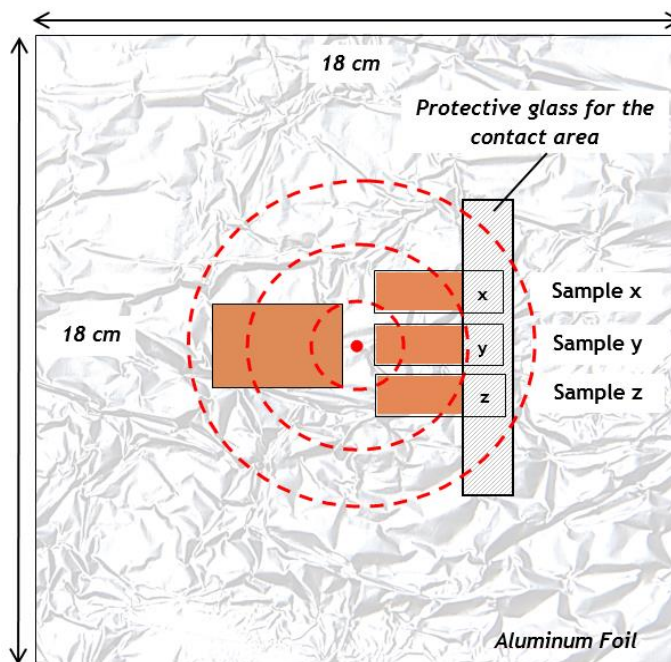 18 cm
Protective glass for the
contact area
x
Sample x
18 cm
y
Sample y
z
Sample z
Aluminum Foil